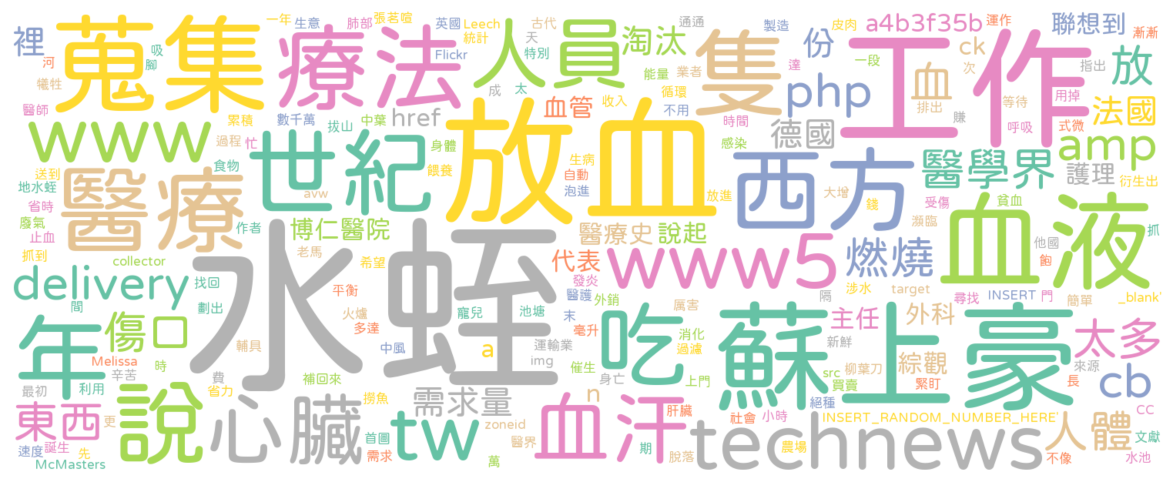 裡
蒐集
療法
人員
淘汰
隻
份
工作
a4b3f35b
運作
聯想到
漸漸
一年
生意
肺部
張茗喧
英國
Leech
古代
製造
皮肉
統計
天
特別
通通
Flickr
吸
河
腳
犧牲
醫師
累積
數千萬
拔山
中葉
href
能量
業者
達
一段
ck
次
指出
放
成
太
循環
收入
不用
血管
血
php
用掉
等待
法國
www
世紀
過程
忙
身體
放血
時間
感染
德國
排出
賺
呼吸
式微
amp
送到
食物
餵養
生病
自動
泡進
放進
西方
大增
錢
醫學界
受傷
護理
衍生出
地水蛭
省時
廢氣
止血
醫療
avw
作者
博仁醫院
醫療史
說起
瀕臨
貧血
抓
抓到
collector
老馬
希望
代表
www5
燃燒
血液
他國
飽
delivery
找回
水蛭
平衡
發炎
醫護
外銷
隔
涉水
target
尋找
INSERT
門
簡單
_blank'
間
劃出
火爐
多達
寵兒
池塘
末
厲害
毫升
年
傷口
輔具
中風
a
運輸業
img
吃
消化
過濾
蘇上豪
主任
外科
新鮮
太多
Melissa
時
辛苦
費
催生
身亡
上門
柳葉刀
綜觀
緊盯
來源
長
最初
利用
省力
補回來
撈魚
需求量
n
src
買賣
絕種
cb
東西
更
說
心臟
首圖
tw
zoneid
血汗
肝臟
社會
小時
INSERT_RANDOM_NUMBER_HERE'
人體
cc
速度
誕生
先
需求
醫界
期
萬
脫落
technews
農場
不像
文獻
水池
McMasters